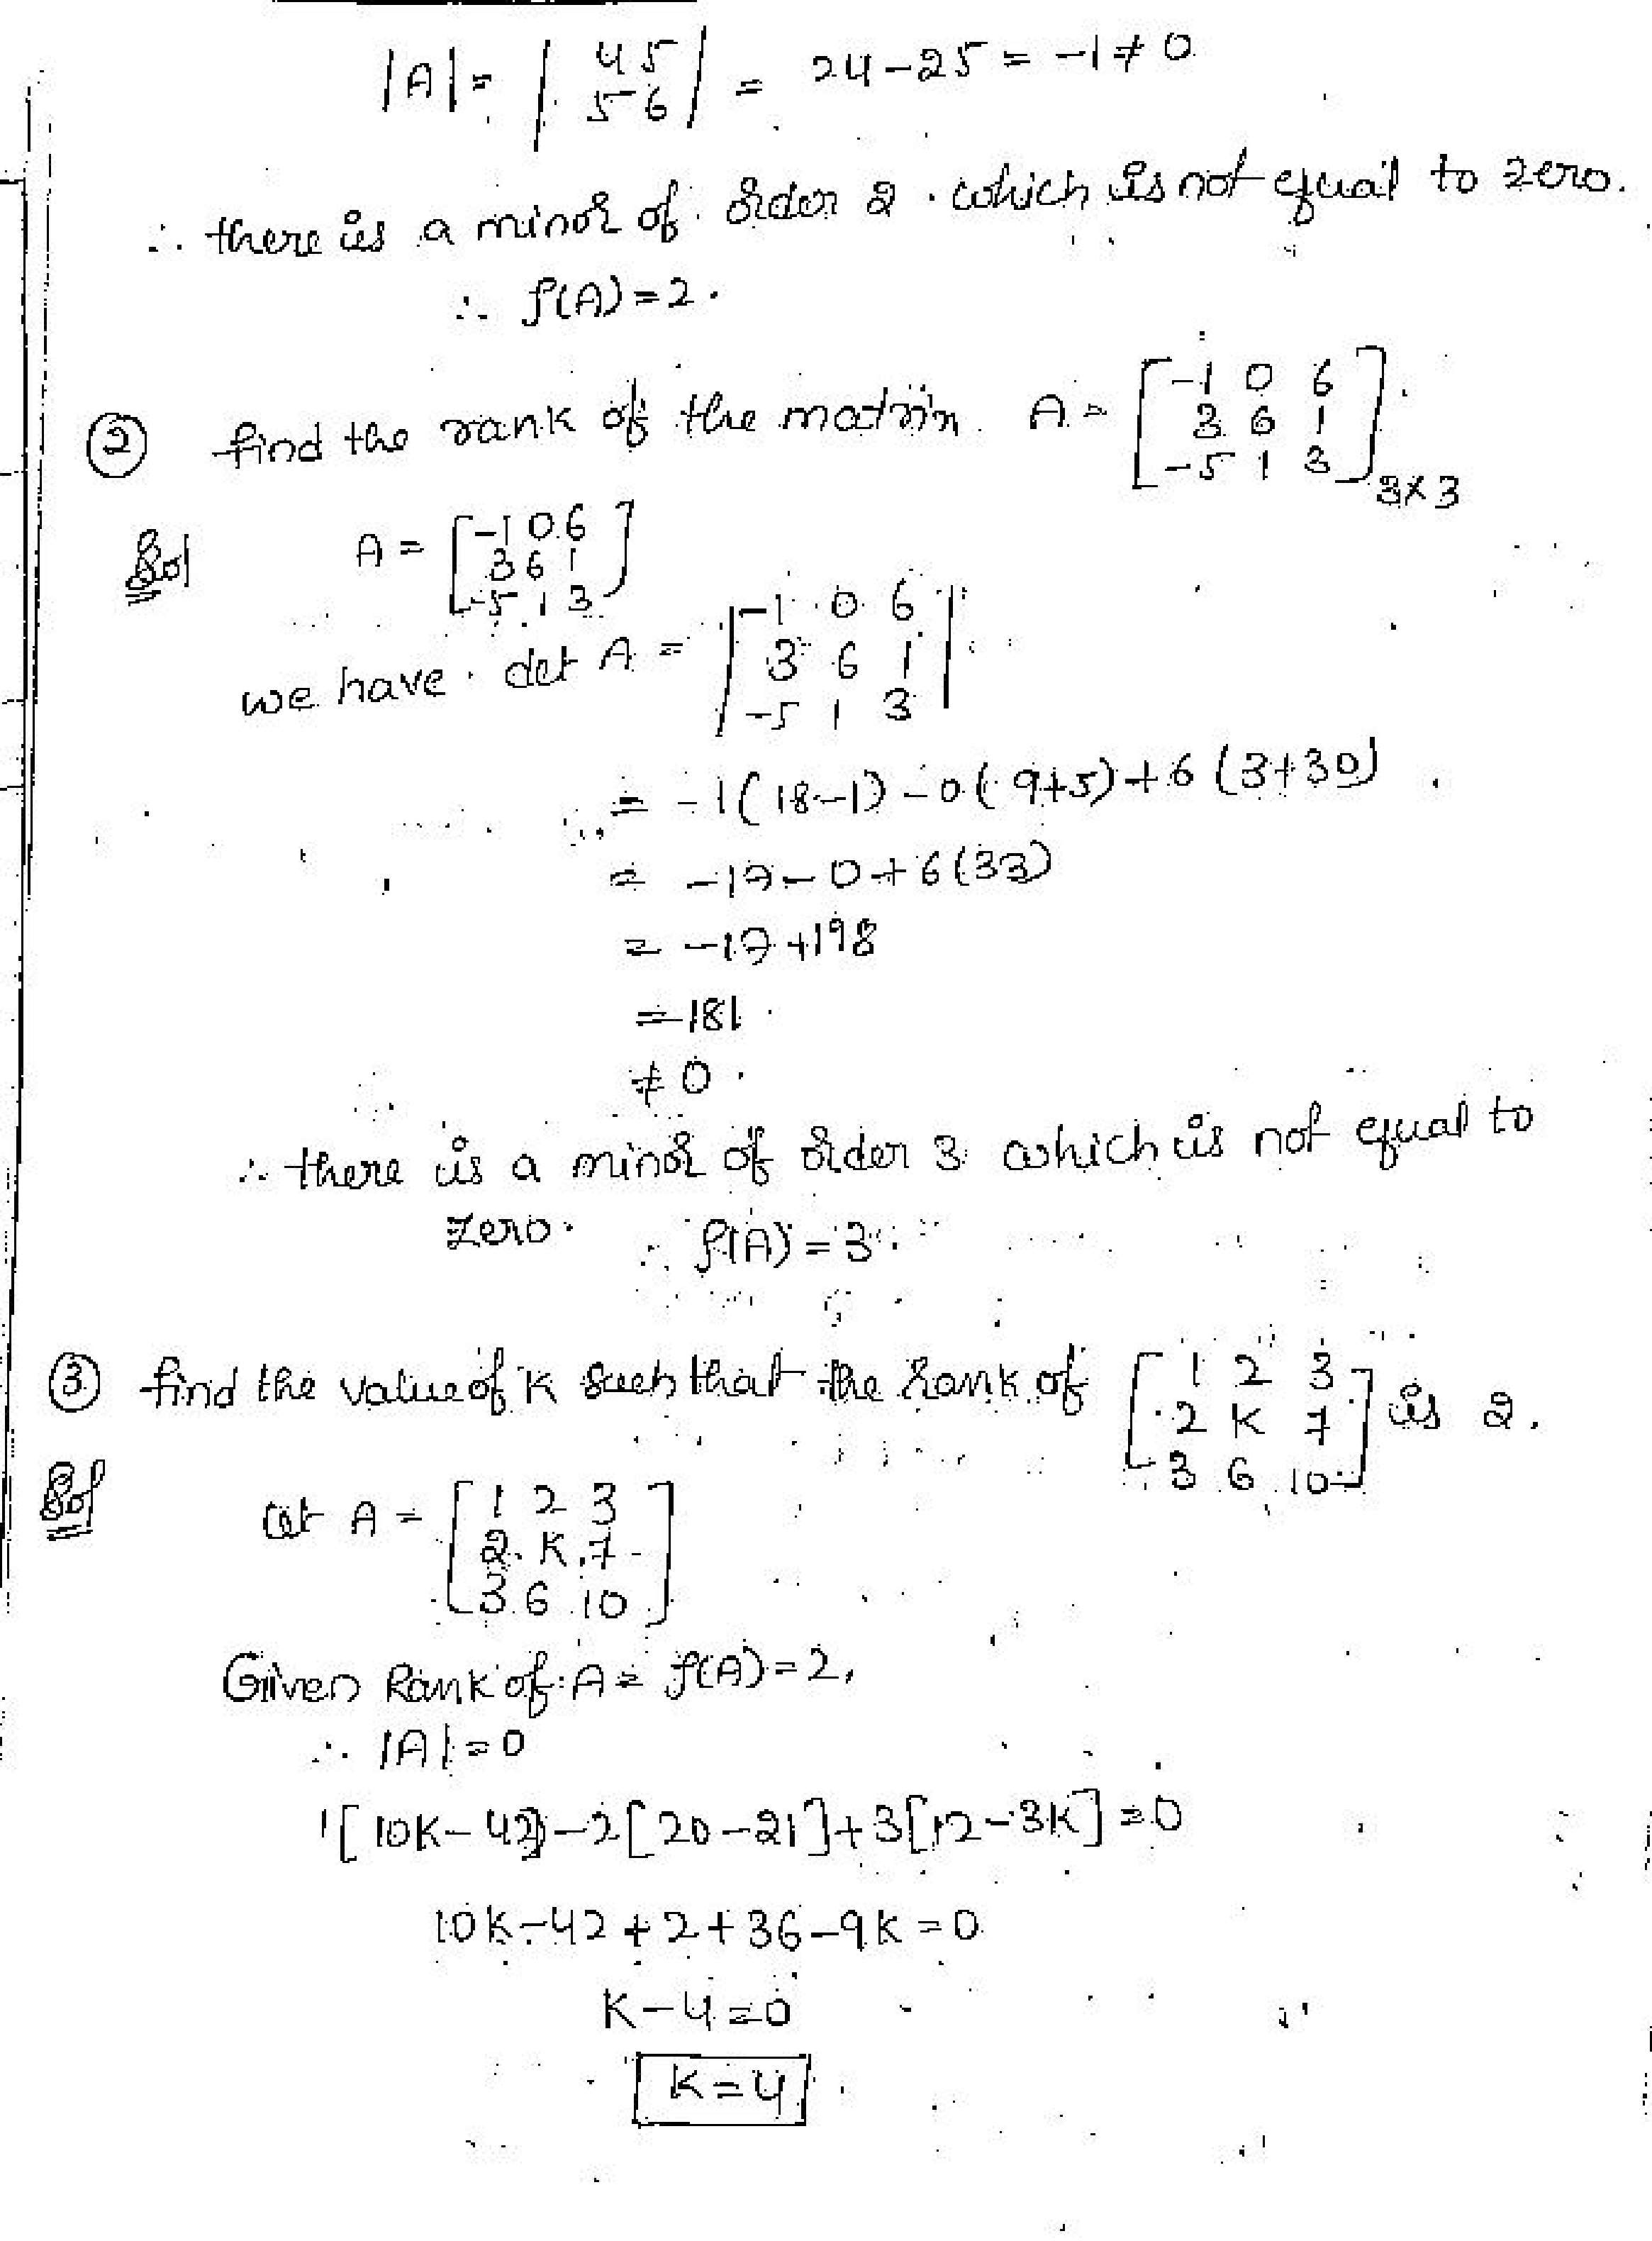 |A| = | 4 5 | = 24-25 = -1 ≠ 0
5 6
∴ there is a minor of order 2 . which is not equal to zero.
∴ ρ(A) = 2 .
② find the rank of the matrix A = [ -1 0 6
3 6 1
-5 1 3 ] 3×3
Sol A = [ -1 0 6
3 6 1
-5 1 3 ]
we have . det A = | -1 0 6
3 6 1
-5 1 3 |
= -1(18-1) - 0(9+5) + 6(3+30)
= -17 - 0 + 6(33)
= -17 + 198
= 181
≠ 0 .
∴ there is a minor of order 3 which is not equal to
zero. ∴ ρ(A) = 3
③ find the value of K such that the Rank of [ 1 2 3
2 K 7
3 6 10 ] is 2.
Sol
Let A = [ 1 2 3
2 K 7
3 6 10 ]
Given Rank of A = ρ(A) = 2,
∴ |A| = 0
1[10K-42]-2[20-21]+3[12-3K] = 0
10K-42+2+36-9K = 0
K-4 = 0
K = 4